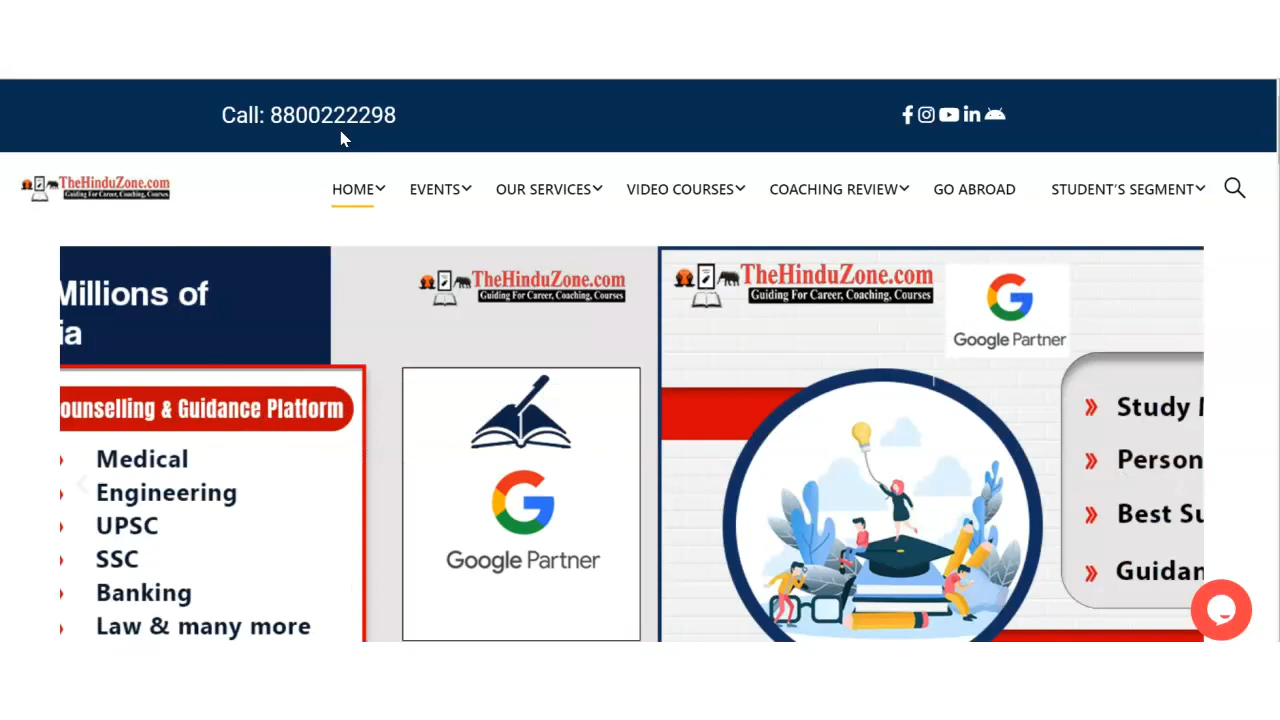 Call: 8800222298
TheHinduZone.com
Guiding For Career, Coaching, Courses
HOME EVENTS OUR SERVICES VIDEO COURSES COACHING REVIEW GO ABROAD STUDENT'S SEGMENT
Millions of
ia
ounselling & Guidance Platform
Medical
Engineering
UPSC
SSC
Banking
Law & many more
TheHinduZone.com
Guiding For Career, Coaching, Courses
Google Partner
TheHinduZone.com
Guiding For Career, Coaching, Courses
Google Partner
Study
Person
Best Su
Guidan